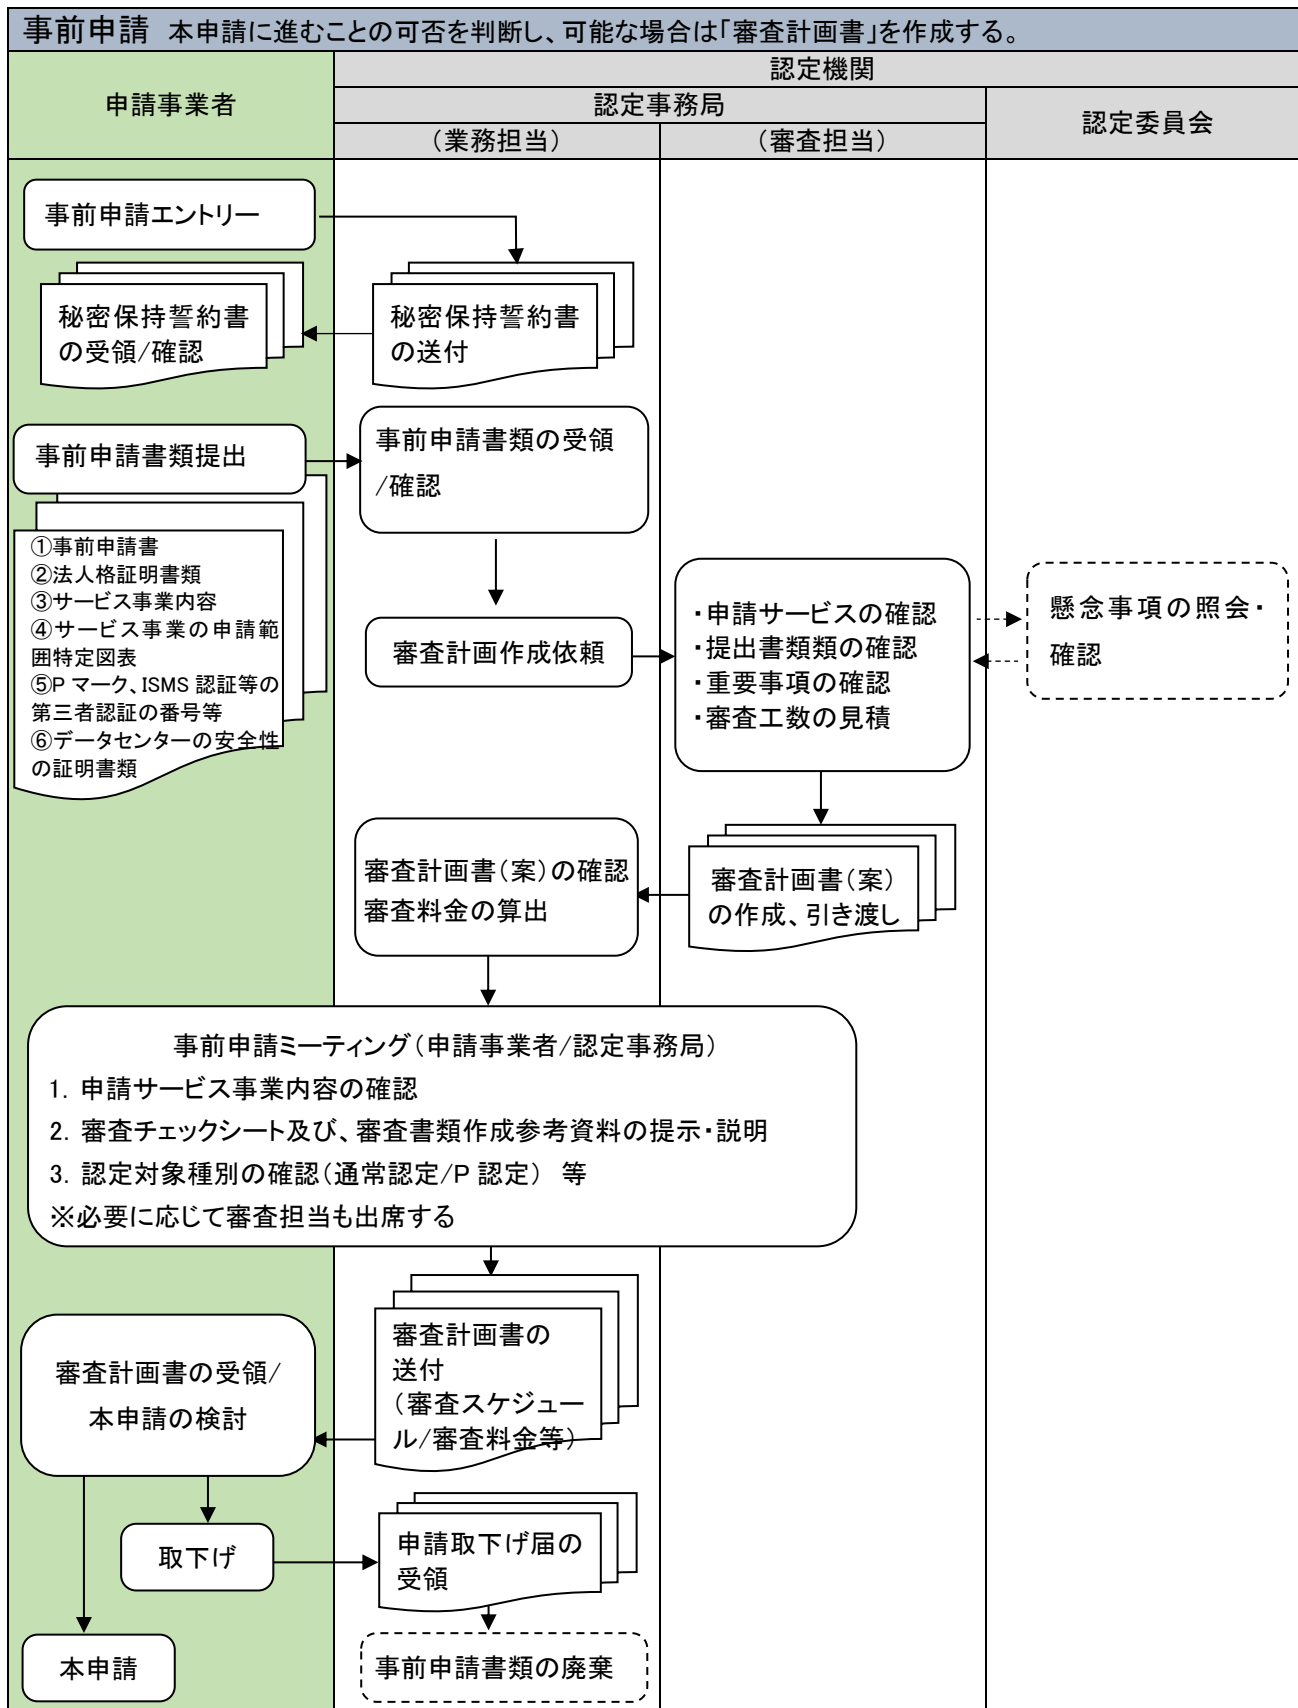 事前申請 本申請に進むことの可否を判断し、可能な場合は「審査計画書」を作成する。
申請事業者
認定機関
認定事務局
(業務担当)
(審査担当)
認定委員会
事前申請エントリー
秘密保持誓約書
の受領/確認
秘密保持誓約書
の送付
事前申請書類提出
事前申請書類の受領
/確認
①事前申請書
②法人格証明書類
③サービス事業内容
④サービス事業の申請範
囲特定図表
⑤P マーク、ISMS 認証等の
第三者認証の番号等
⑥データセンターの安全性
の証明書類
審査計画作成依頼
・申請サービスの確認
・提出書類類の確認
・重要事項の確認
・審査工数の見積
懸念事項の照会・
確認
審査計画書(案)の確認
審査料金の算出
審査計画書(案)
の作成、引き渡し
事前申請ミーティング(申請事業者/認定事務局)
1. 申請サービス事業内容の確認
2. 審査チェックシート及び、審査書類作成参考資料の提示・説明
3. 認定対象種別の確認(通常認定/P 認定) 等
※必要に応じて審査担当も出席する
審査計画書の受領/
本申請の検討
審査計画書の
送付
(審査スケジュー
ル/審査料金等)
取下げ
申請取下げ届の
受領
本申請
事前申請書類の廃棄